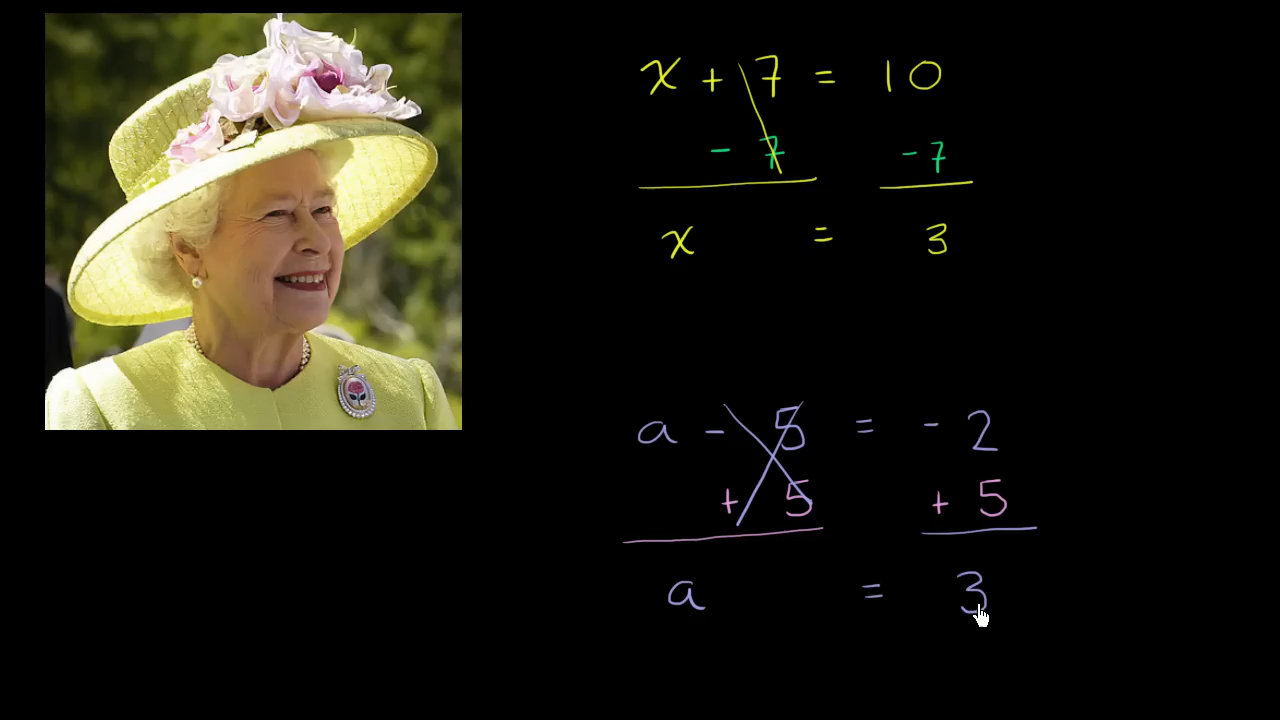 x + 7 = 10
- 7 -7
x = 3
a - 5 = -2
+ 5 + 5
a = 3